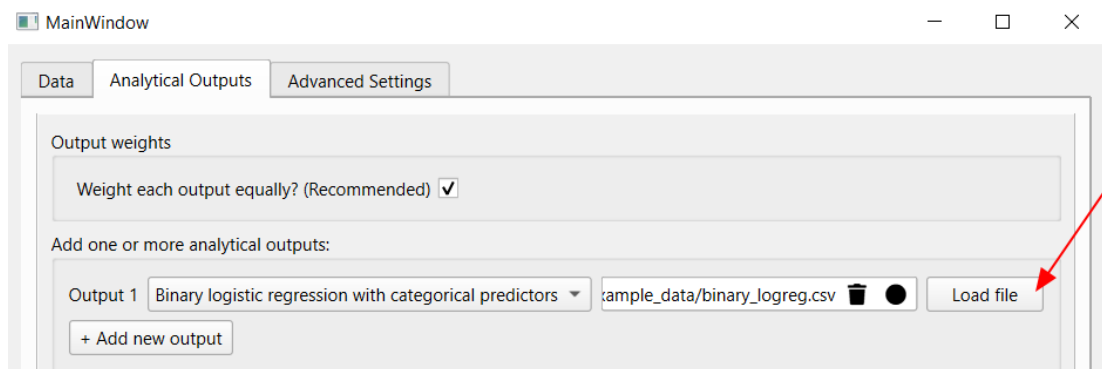 MainWindow
Data Analytical Outputs Advanced Settings
Output weights
Weight each output equally? (Recommended)
Add one or more analytical outputs:
Output 1 Binary logistic regression with categorical predictors ample_data/binary_logreg.csv Load file
+ Add new output